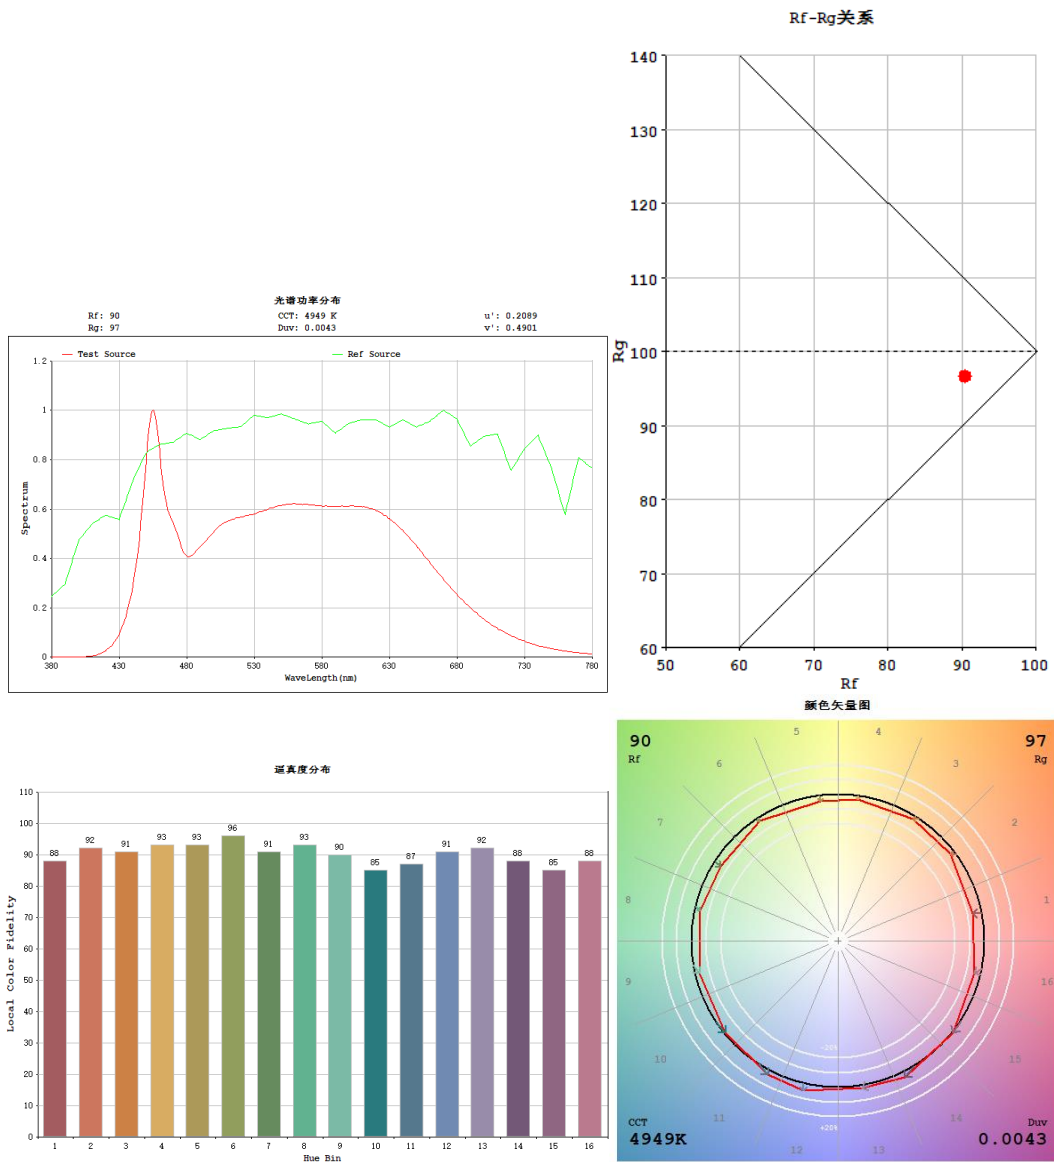 Rf-Rg关系
140
130
120
110
100
90
80
70
60
Rg
50 60 70 80 90 100
Rf
光谱功率分布
Rf: 90 CCT: 4949 K u': 0.2089
Rg: 97 Duv: 0.0043 v': 0.4901
Test Source Ref Source
1.2
1
0.8
0.6
0.4
0.2
0
Spectrum
380 430 480 530 580 630 680 730 780
WaveLength(nm)
逼真度分布
110
100
90
80
70
60
50
40
30
20
10
0
Local Color Fidelity
88 92 91 93 93 96 91 93 90 85 87 91 92 88 85 88
1 2 3 4 5 6 7 8 9 10 11 12 13 14 15 16
Hue Bin
颜色矢量图
90 97
Rf Rg
5 4
6 3
7 2
8 1
9 16
10 15
11 14
12 13
-20%
+20%
CCT Duv
4949K 0.0043